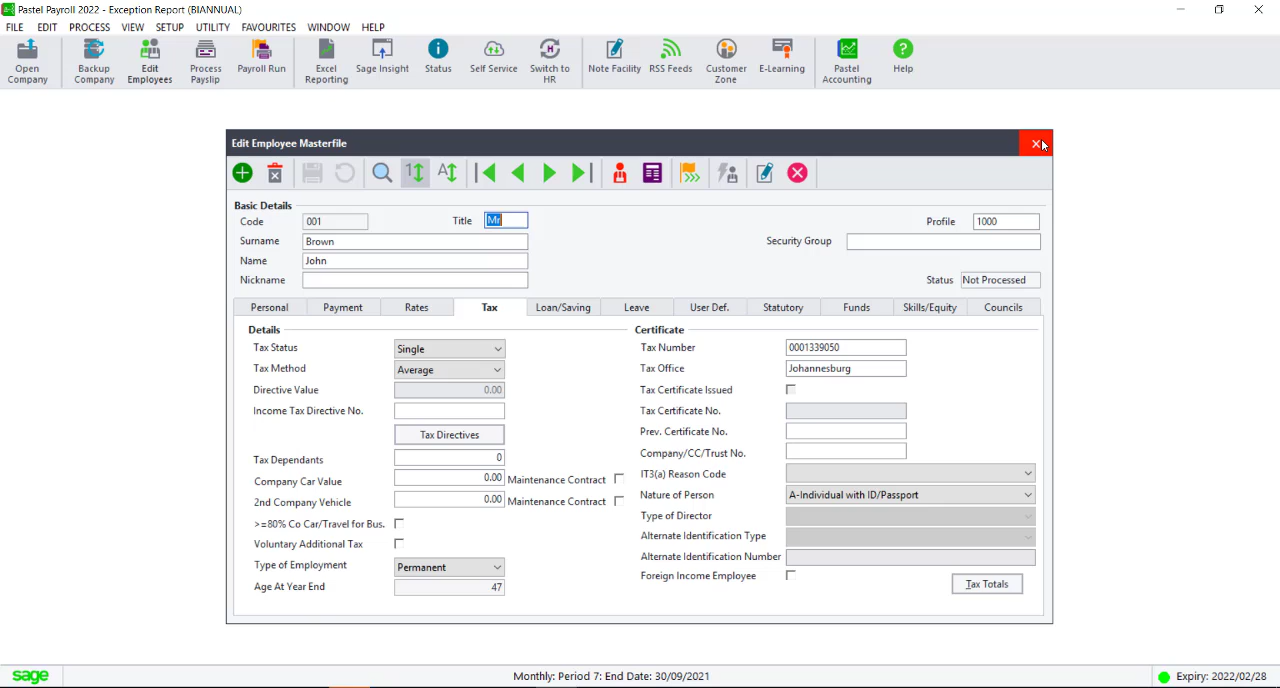 Pastel Payroll 2022 - Exception Report (BIANNUAL)
FILE EDIT PROCESS VIEW SETUP UTILITY FAVOURITES WINDOW HELP
Open Company
Backup Company
Edit Employees
Process Payslip
Payroll Run
Excel Reporting
Sage Insight
Status
Self Service
Switch to HR
Note Facility
RSS Feeds
Customer Zone
E-Learning
Pastel Accounting
Help
Edit Employee Masterfile
Basic Details
Code 001 Title Mr Profile 1000
Surname Brown Security Group
Name John
Nickname Status Not Processed
Personal Payment Rates Tax Loan/Saving Leave User Def. Statutory Funds Skills/Equity Councils
Details
Tax Status Single
Tax Method Average
Directive Value 0.00
Income Tax Directive No.
Tax Directives
Tax Dependants 0
Company Car Value 0.00 Maintenance Contract
2nd Company Vehicle 0.00 Maintenance Contract
>=80% Co Car/Travel for Bus.
Voluntary Additional Tax
Type of Employment Permanent
Age At Year End 47
Certificate
Tax Number 0001339050
Tax Office Johannesburg
Tax Certificate Issued
Tax Certificate No.
Prev. Certificate No.
Company/CC/Trust No.
IT3(a) Reason Code
Nature of Person A-Individual with ID/Passport
Type of Director
Alternate Identification Type
Alternate Identification Number
Foreign Income Employee
Tax Totals
sage Monthly: Period 7: End Date: 30/09/2021 Expiry: 2022/02/28